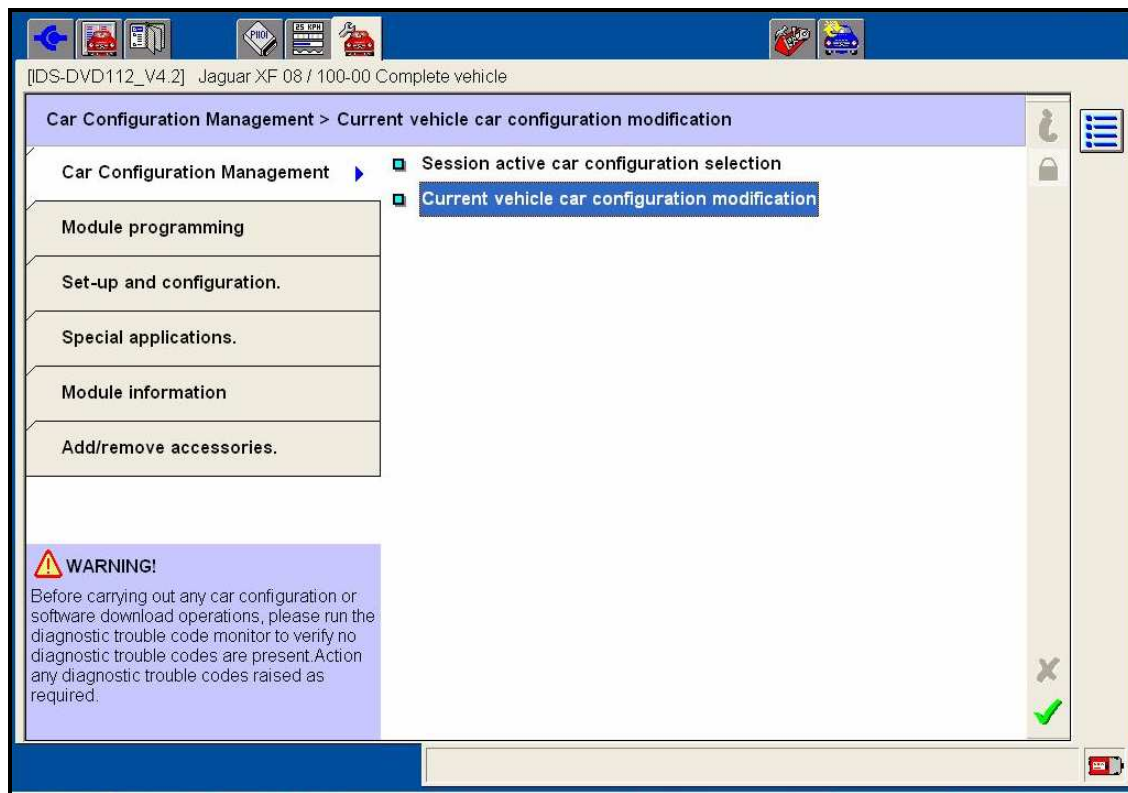 P1101
25 KPH
[IDS-DVD112_V4.2] Jaguar XF 08 / 100-00 Complete vehicle
Car Configuration Management > Current vehicle car configuration modification
Car Configuration Management
Session active car configuration selection
Current vehicle car configuration modification
Module programming
Set-up and configuration.
Special applications.
Module information
Add/remove accessories.
WARNING!
Before carrying out any car configuration or
software download operations, please run the
diagnostic trouble code monitor to verify no
diagnostic trouble codes are present.Action
any diagnostic trouble codes raised as
required.